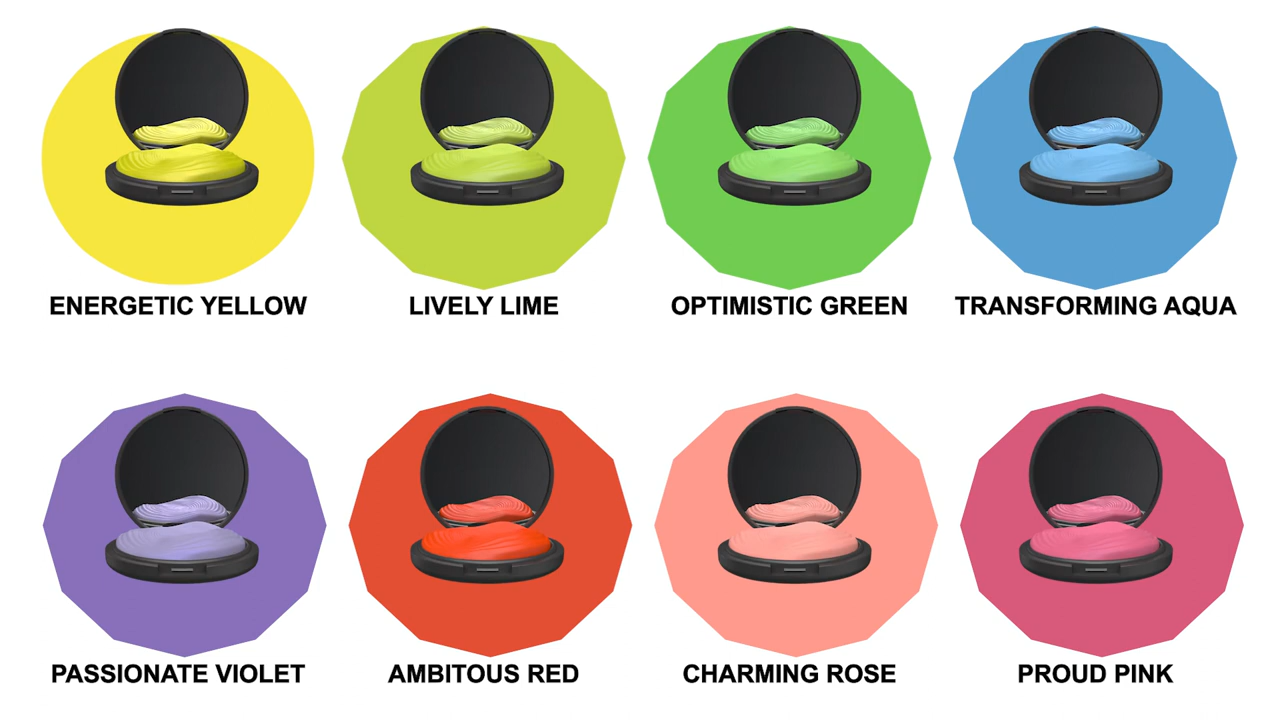 ENERGETIC YELLOW
LIVELY LIME
OPTIMISTIC GREEN
TRANSFORMING AQUA
PASSIONATE VIOLET
AMBITOUS RED
CHARMING ROSE
PROUD PINK